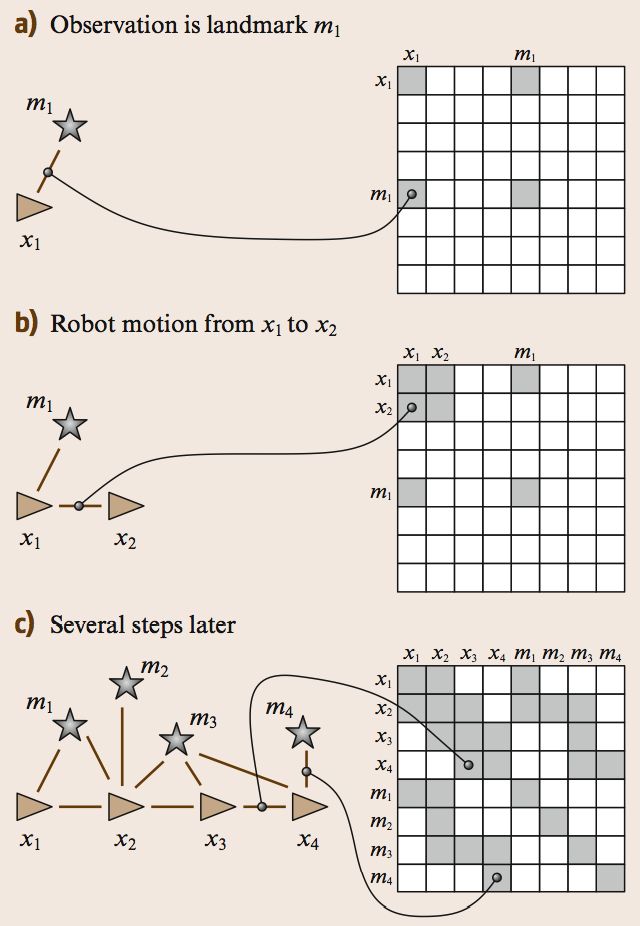 a) Observation is landmark m₁
x₁ m₁
x₁
m₁
m₁
x₁
b) Robot motion from x₁ to x₂
x₁ x₂ m₁
x₁
x₂
m₁
m₁
x₁ x₂
c) Several steps later
x₁ x₂ x₃ x₄ m₁ m₂ m₃ m₄
x₁
x₂
x₃
x₄
m₁
m₂
m₃
m₄
m₂
m₁ m₃ m₄
x₁ x₂ x₃ x₄